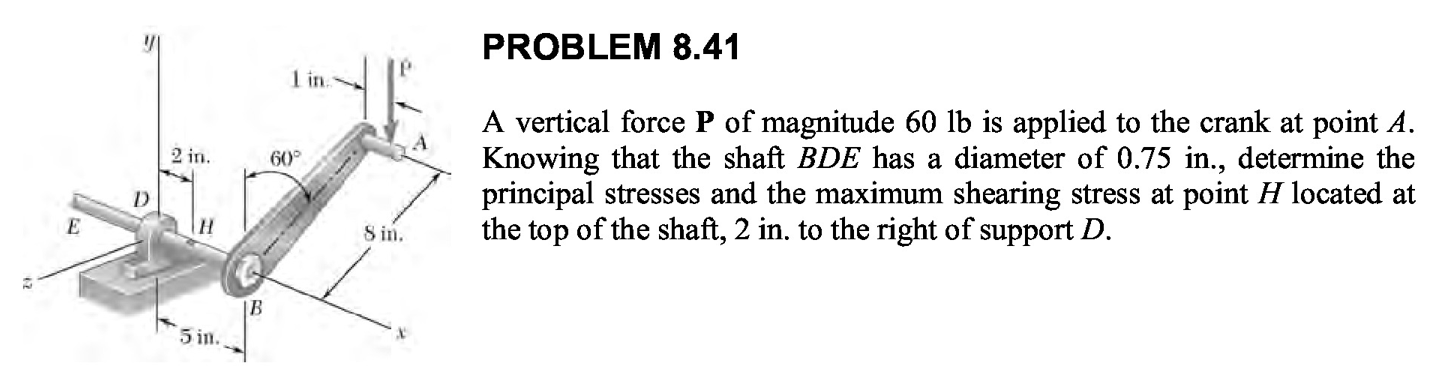 PROBLEM 8.41
A vertical force P of magnitude 60 lb is applied to the crank at point A.
Knowing that the shaft BDE has a diameter of 0.75 in., determine the
principal stresses and the maximum shearing stress at point H located at
the top of the shaft, 2 in. to the right of support D.
y
P
1 in.
A
2 in.
60°
D
E
H
8 in.
z
B
x
5 in.